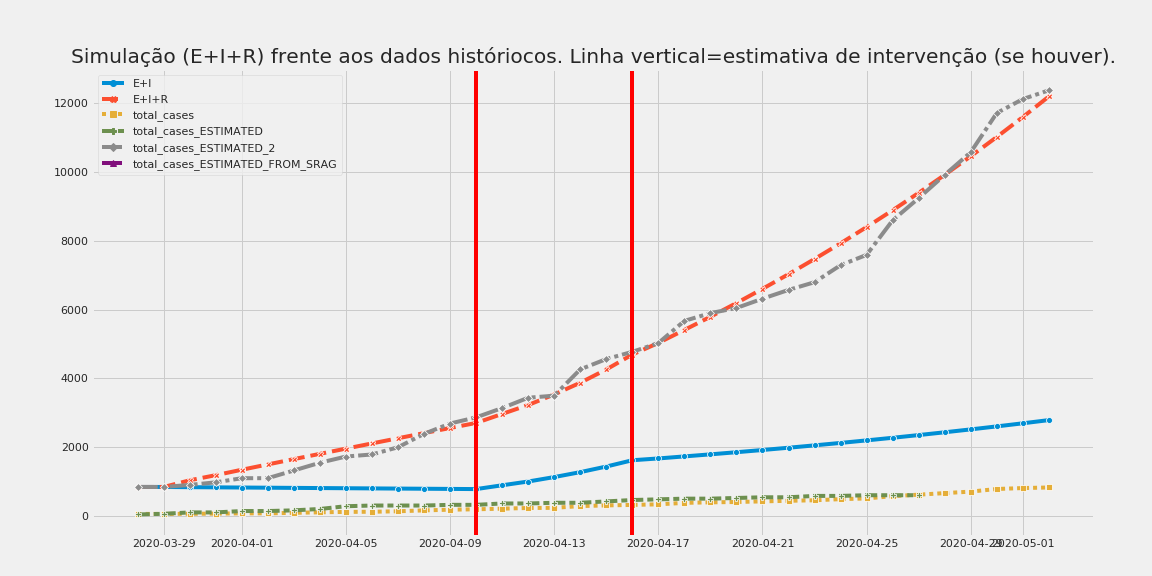 Simulação (E+I+R) frente aos dados históriocos. Linha vertical=estimativa de intervenção (se houver).
E+I
E+I+R
total_cases
total_cases_ESTIMATED
total_cases_ESTIMATED_2
total_cases_ESTIMATED_FROM_SRAG
12000
10000
8000
6000
4000
2000
0
2020-03-29 2020-04-01 2020-04-05 2020-04-09 2020-04-13 2020-04-17 2020-04-21 2020-04-25 2020-04-29 2020-05-01